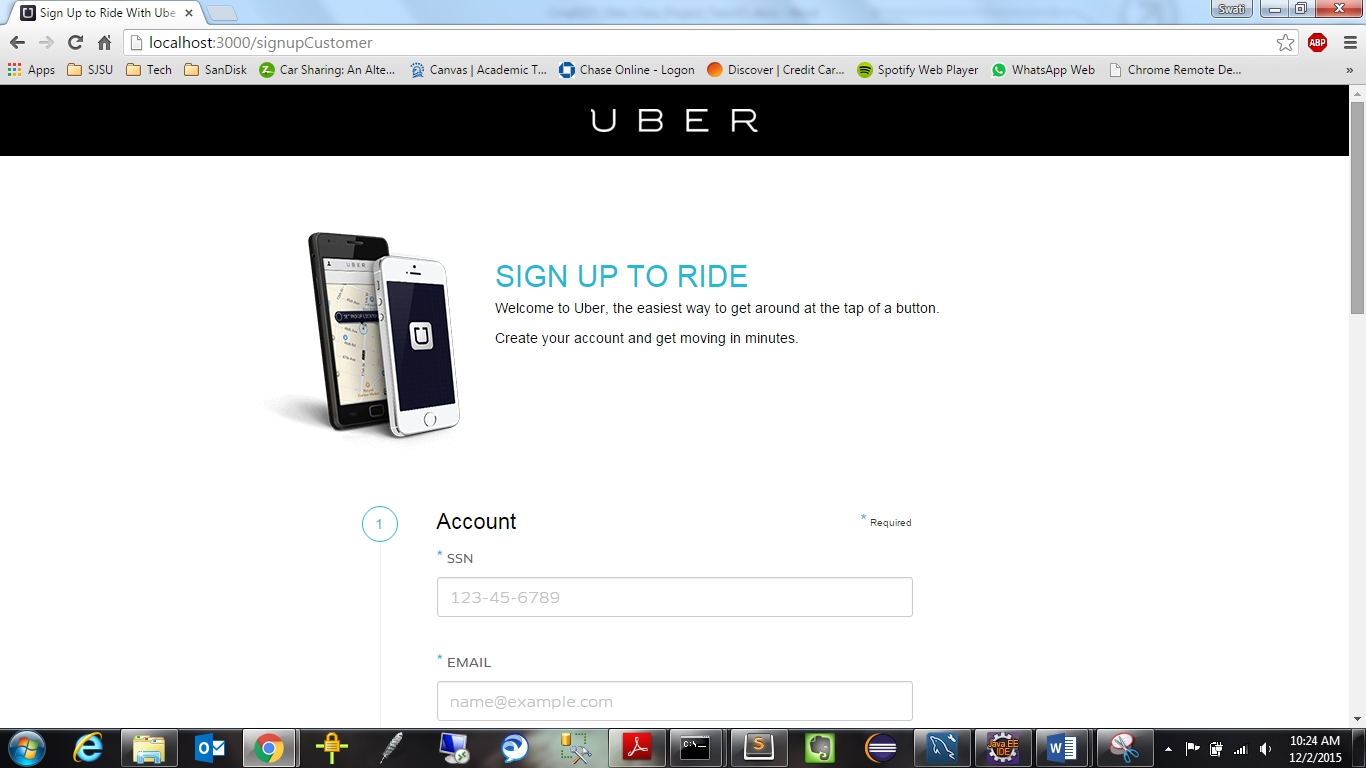 Sign Up to Ride With Ube
Swati
localhost:3000/signupCustomer
ABP
Apps SJSU Tech SanDisk Car Sharing: An Alte... Canvas | Academic T... Chase Online - Logon Discover | Credit Car... Spotify Web Player WhatsApp Web Chrome Remote De... »
UBER
UBER
SIGN UP TO RIDE
Welcome to Uber, the easiest way to get around at the tap of a button.
Create your account and get moving in minutes.
1 Account * Required
* SSN
123-45-6789
* EMAIL
name@example.com
Java EE
IDE
10:24 AM
12/2/2015